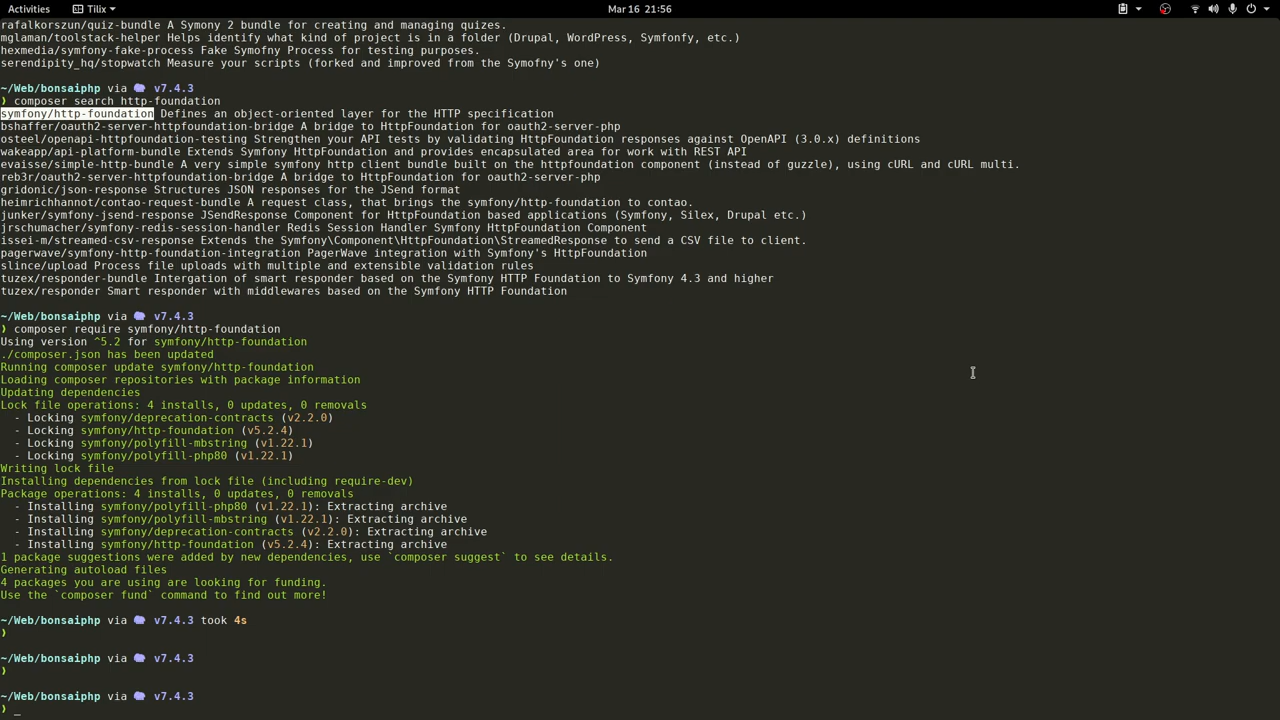 Activities Tilix Mar 16 21:56
rafalkorszun/quiz-bundle A Symony 2 bundle for creating and managing quizes.
mglaman/toolstack-helper Helps identify what kind of project is in a folder (Drupal, WordPress, Symfonfy, etc.)
hexmedia/symfony-fake-process Fake Symofny Process for testing purposes.
serendipity_hq/stopwatch Measure your scripts (forked and improved from the Symofny's one)
~/Web/bonsaiphp via v7.4.3
❯ composer search http-foundation
symfony/http-foundation Defines an object-oriented layer for the HTTP specification
bshaffer/oauth2-server-httpfoundation-bridge A bridge to HttpFoundation for oauth2-server-php
osteel/openapi-httpfoundation-testing Strengthen your API tests by validating HttpFoundation responses against OpenAPI (3.0.x) definitions
wakeapp/api-platform-bundle Extends Symfony HttpFoundation and provides encapsulated area for work with REST API
evaisse/simple-http-bundle A very simple symfony http client bundle built on the httpfoundation component (instead of guzzle), using cURL and cURL multi.
reb3r/oauth2-server-httpfoundation-bridge A bridge to HttpFoundation for oauth2-server-php
gridonic/json-response Structures JSON responses for the JSend format
heimrichhannot/contao-request-bundle A request class, that brings the symfony/http-foundation to contao.
junker/symfony-jsend-response JSendResponse Component for HttpFoundation based applications (Symfony, Silex, Drupal etc.)
jrschumacher/symfony-redis-session-handler Redis Session Handler Symfony HttpFoundation Component
issei-m/streamed-csv-response Extends the Symfony\Component\HttpFoundation\StreamedResponse to send a CSV file to client.
pagerwave/symfony-http-foundation-integration PagerWave integration with Symfony's HttpFoundation
slince/upload Process file uploads with multiple and extensible validation rules
tuzex/responder-bundle Intergation of smart responder based on the Symfony HTTP Foundation to Symfony 4.3 and higher
tuzex/responder Smart responder with middlewares based on the Symfony HTTP Foundation
~/Web/bonsaiphp via v7.4.3
❯ composer require symfony/http-foundation
Using version ^5.2 for symfony/http-foundation
./composer.json has been updated
Running composer update symfony/http-foundation
Loading composer repositories with package information
Updating dependencies
Lock file operations: 4 installs, 0 updates, 0 removals
- Locking symfony/deprecation-contracts (v2.2.0)
- Locking symfony/http-foundation (v5.2.4)
- Locking symfony/polyfill-mbstring (v1.22.1)
- Locking symfony/polyfill-php80 (v1.22.1)
Writing lock file
Installing dependencies from lock file (including require-dev)
Package operations: 4 installs, 0 updates, 0 removals
- Installing symfony/polyfill-php80 (v1.22.1): Extracting archive
- Installing symfony/polyfill-mbstring (v1.22.1): Extracting archive
- Installing symfony/deprecation-contracts (v2.2.0): Extracting archive
- Installing symfony/http-foundation (v5.2.4): Extracting archive
1 package suggestions were added by new dependencies, use `composer suggest` to see details.
Generating autoload files
4 packages you are using are looking for funding.
Use the `composer fund` command to find out more!
~/Web/bonsaiphp via v7.4.3 took 4s
❯
~/Web/bonsaiphp via v7.4.3
❯
~/Web/bonsaiphp via v7.4.3
❯ _